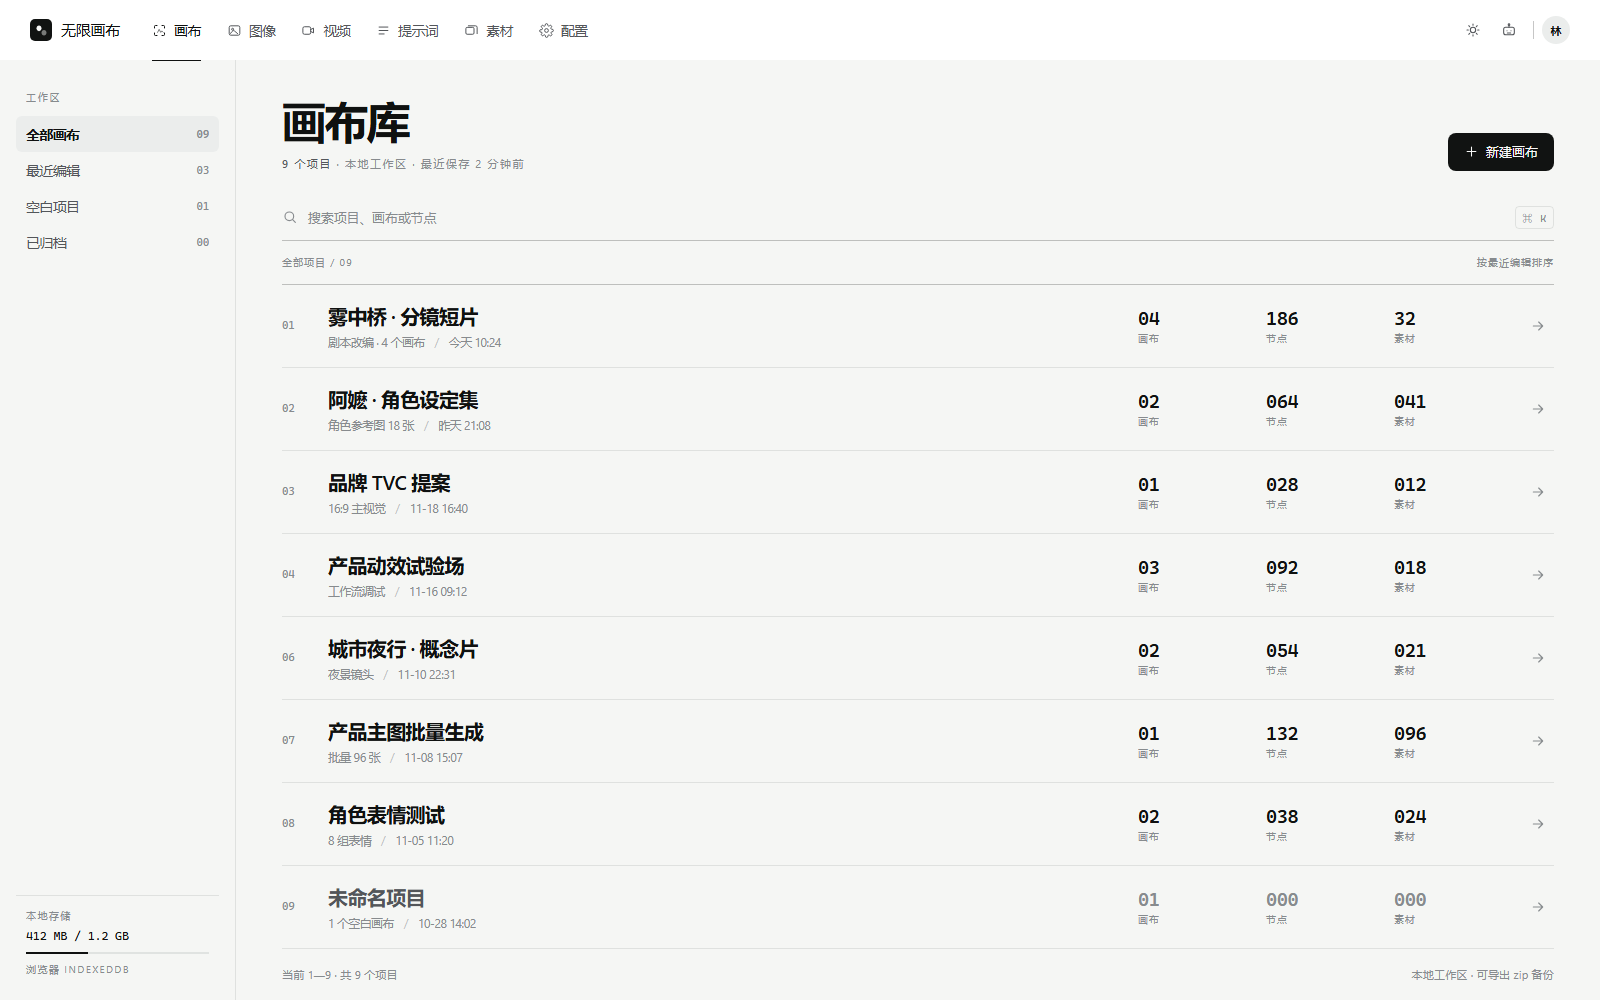 无限画布
画布
图像
视频
提示词
素材
配置
林
工作区
全部画布 09
最近编辑 03
空白项目 01
已归档 00
画布库
9 个项目 · 本地工作区 · 最近保存 2 分钟前
新建画布
搜索项目、画布或节点
⌘ K
全部项目 / 09
按最近编辑排序
01
雾中桥 · 分镜短片
剧本改编 · 4 个画布 / 今天 10:24
04 画布
186 节点
32 素材
02
阿嬷 · 角色设定集
角色参考图 18 张 / 昨天 21:08
02 画布
064 节点
041 素材
03
品牌 TVC 提案
16:9 主视觉 / 11-18 16:40
01 画布
028 节点
012 素材
04
产品动效试验场
工作流调试 / 11-16 09:12
03 画布
092 节点
018 素材
06
城市夜行 · 概念片
夜景镜头 / 11-10 22:31
02 画布
054 节点
021 素材
07
产品主图批量生成
批量 96 张 / 11-08 15:07
01 画布
132 节点
096 素材
08
角色表情测试
8 组表情 / 11-05 11:20
02 画布
038 节点
024 素材
09
未命名项目
1 个空白画布 / 10-28 14:02
01 画布
000 节点
000 素材
本地存储
412 MB / 1.2 GB
浏览器 INDEXEDDB
当前 1—9 · 共 9 个项目
本地工作区 · 可导出 zip 备份